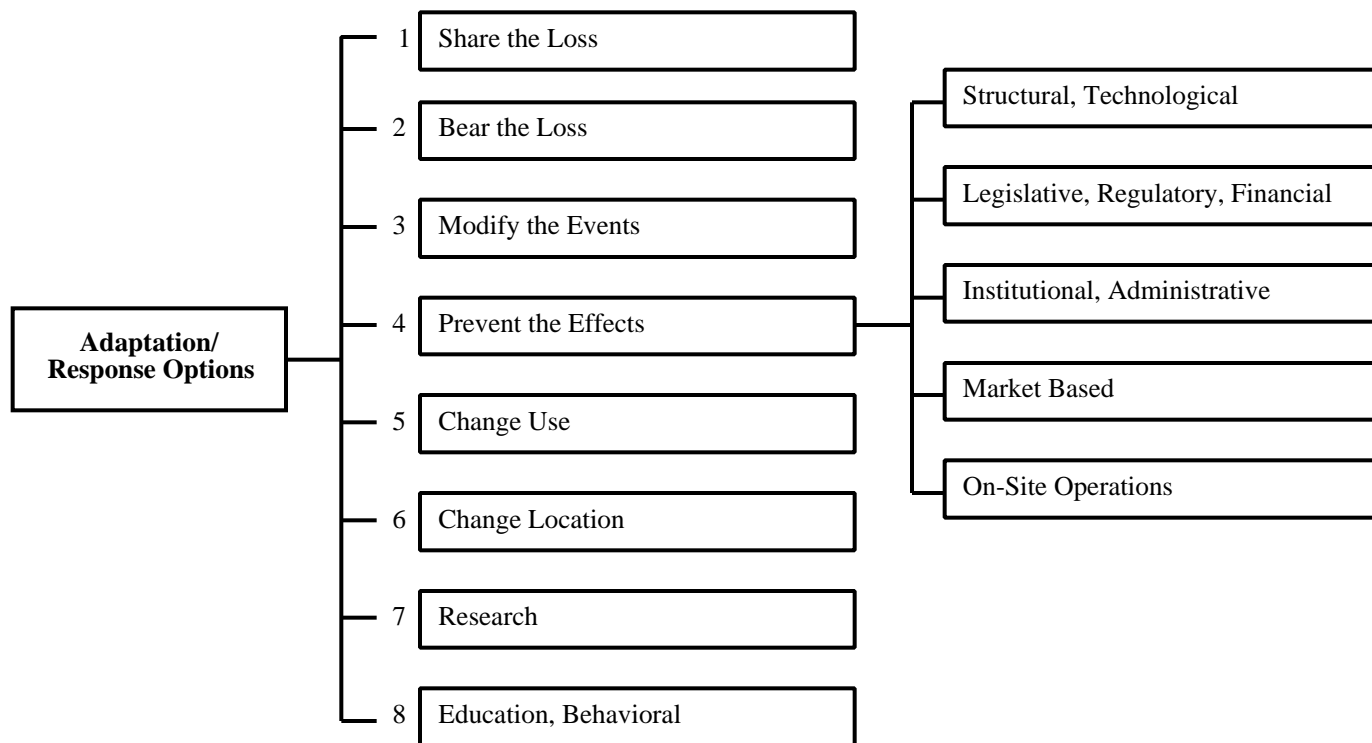 Adaptation/
Response Options
1 Share the Loss
2 Bear the Loss
3 Modify the Events
4 Prevent the Effects
5 Change Use
6 Change Location
7 Research
8 Education, Behavioral
Structural, Technological
Legislative, Regulatory, Financial
Institutional, Administrative
Market Based
On-Site Operations